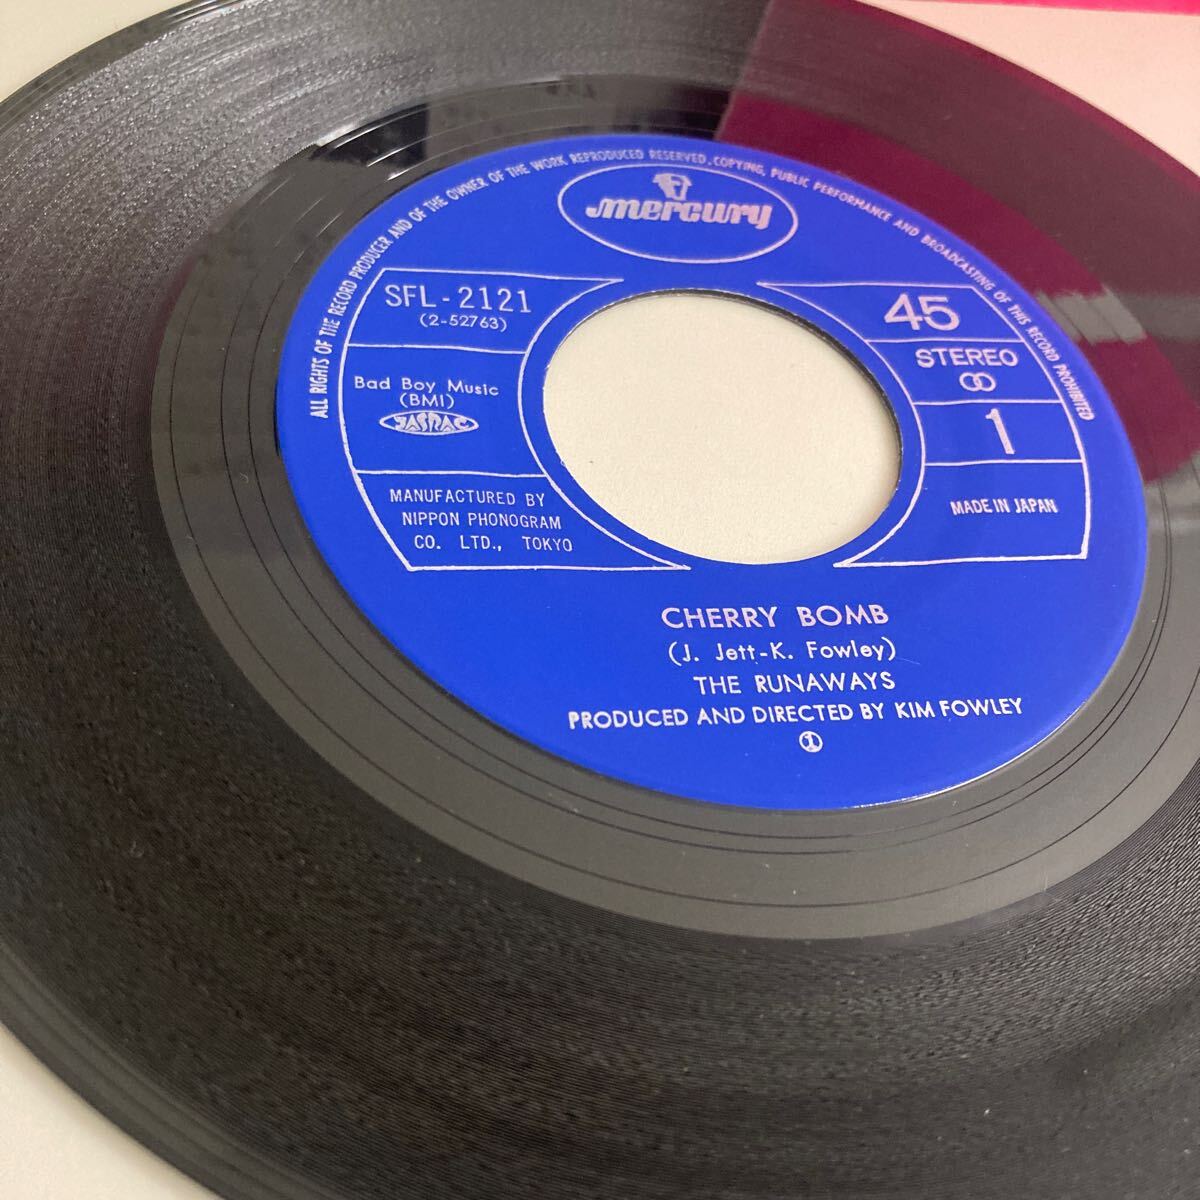 ALL RIGHTS OF THE RECORD PRODUCER AND OF THE OWNER OF THE WORK REPRODUCED RESERVED. COPYING, PUBLIC PERFORMANCE AND BROADCASTING OF THIS RECORD PROHIBITED
mercury
SFL-2121
(2-52763)
Bad Boy Music
(BMI)
JASRAC
MANUFACTURED BY
NIPPON PHONOGRAM
CO. LTD., TOKYO
45
STEREO
1
MADE IN JAPAN
CHERRY BOMB
(J. Jett-K. Fowley)
THE RUNAWAYS
PRODUCED AND DIRECTED BY KIM FOWLEY
①